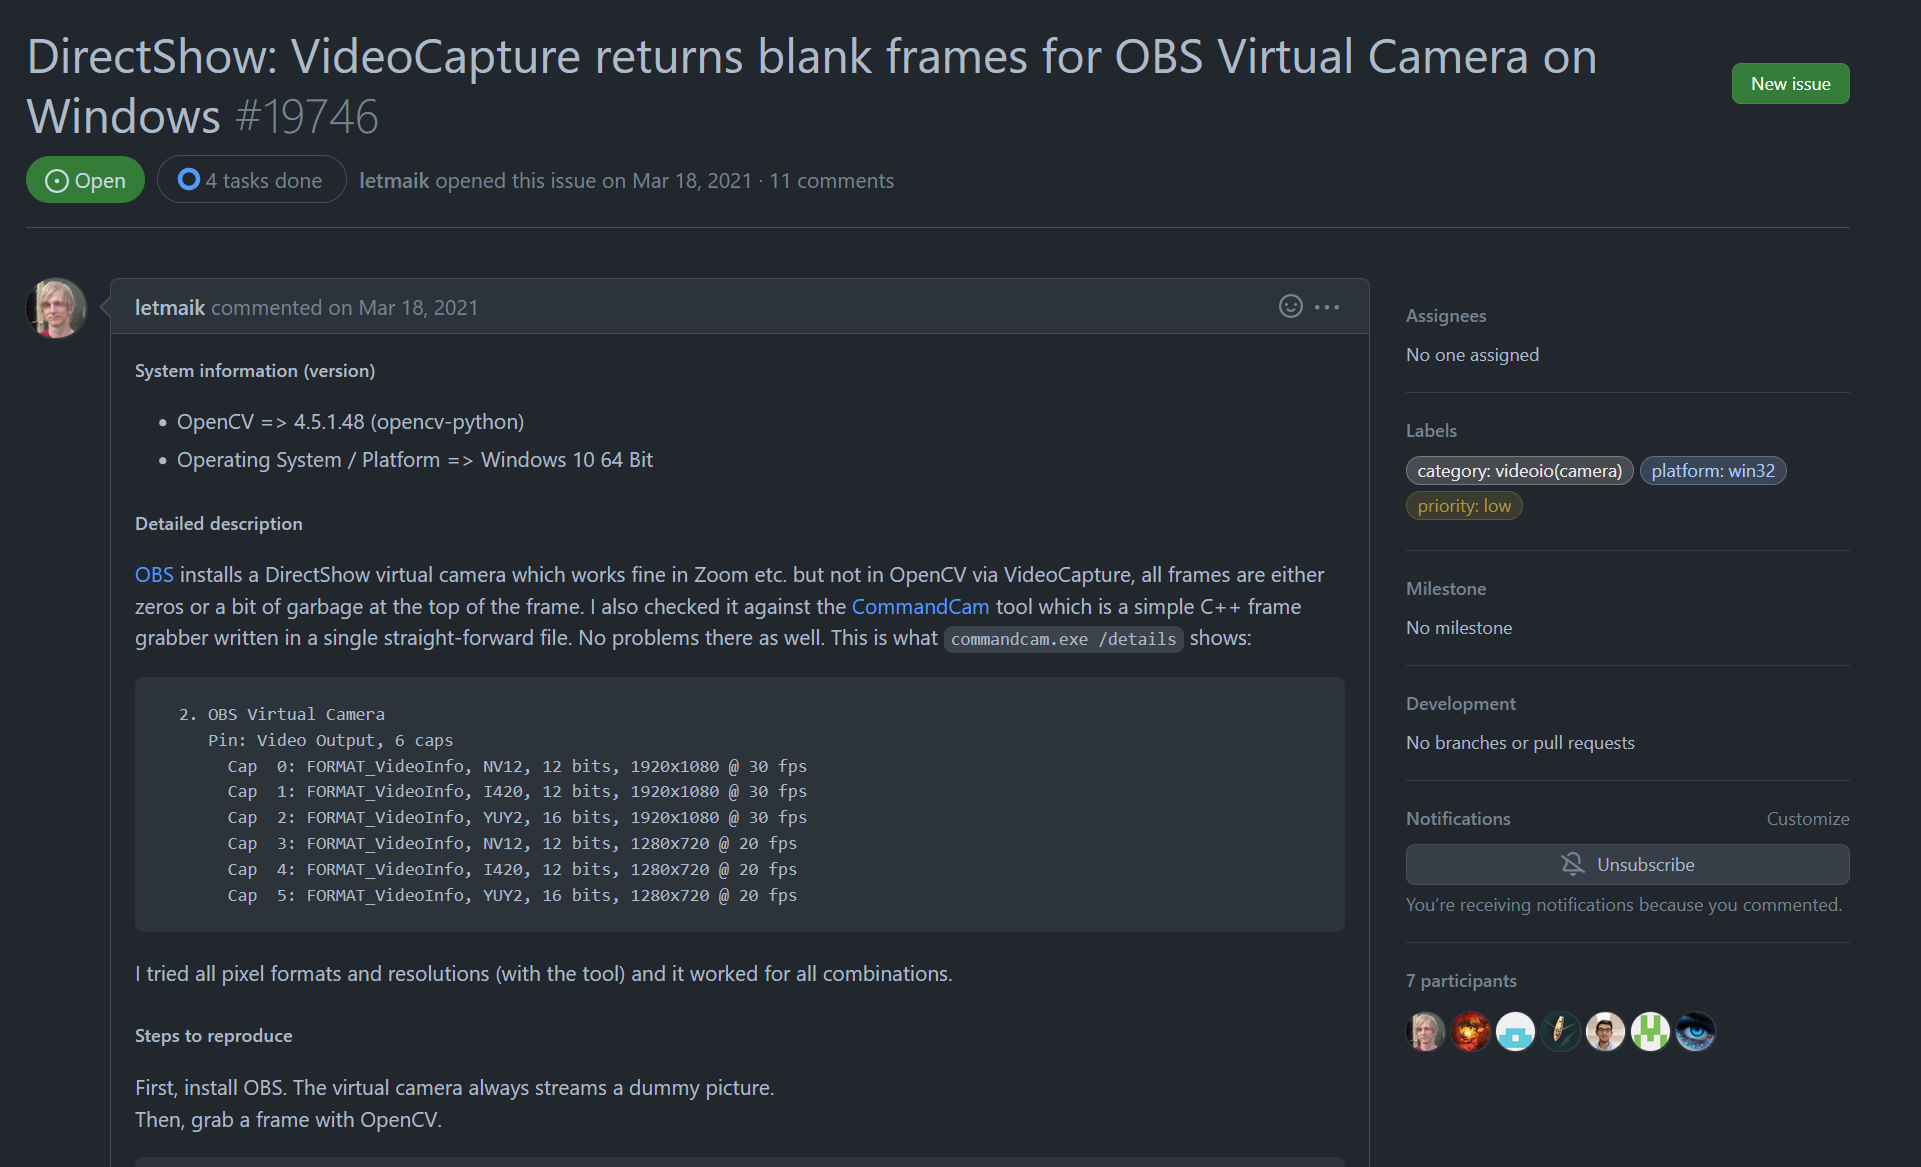 DirectShow: VideoCapture returns blank frames for OBS Virtual Camera on
Windows #19746
New issue
Open
4 tasks done
letmaik opened this issue on Mar 18, 2021 · 11 comments
letmaik commented on Mar 18, 2021
System information (version)
• OpenCV => 4.5.1.48 (opencv-python)
• Operating System / Platform => Windows 10 64 Bit
Detailed description
OBS installs a DirectShow virtual camera which works fine in Zoom etc. but not in OpenCV via VideoCapture, all frames are either
zeros or a bit of garbage at the top of the frame. I also checked it against the CommandCam tool which is a simple C++ frame
grabber written in a single straight-forward file. No problems there as well. This is what commandcam.exe /details shows:
2. OBS Virtual Camera
Pin: Video Output, 6 caps
Cap  0: FORMAT_VideoInfo, NV12, 12 bits, 1920x1080 @ 30 fps
Cap  1: FORMAT_VideoInfo, I420, 12 bits, 1920x1080 @ 30 fps
Cap  2: FORMAT_VideoInfo, YUY2, 16 bits, 1920x1080 @ 30 fps
Cap  3: FORMAT_VideoInfo, NV12, 12 bits, 1280x720 @ 20 fps
Cap  4: FORMAT_VideoInfo, I420, 12 bits, 1280x720 @ 20 fps
Cap  5: FORMAT_VideoInfo, YUY2, 16 bits, 1280x720 @ 20 fps
I tried all pixel formats and resolutions (with the tool) and it worked for all combinations.
Steps to reproduce
First, install OBS. The virtual camera always streams a dummy picture.
Then, grab a frame with OpenCV.
Assignees
No one assigned
Labels
category: videoio(camera)
platform: win32
priority: low
Milestone
No milestone
Development
No branches or pull requests
Notifications
Customize
Unsubscribe
You're receiving notifications because you commented.
7 participants